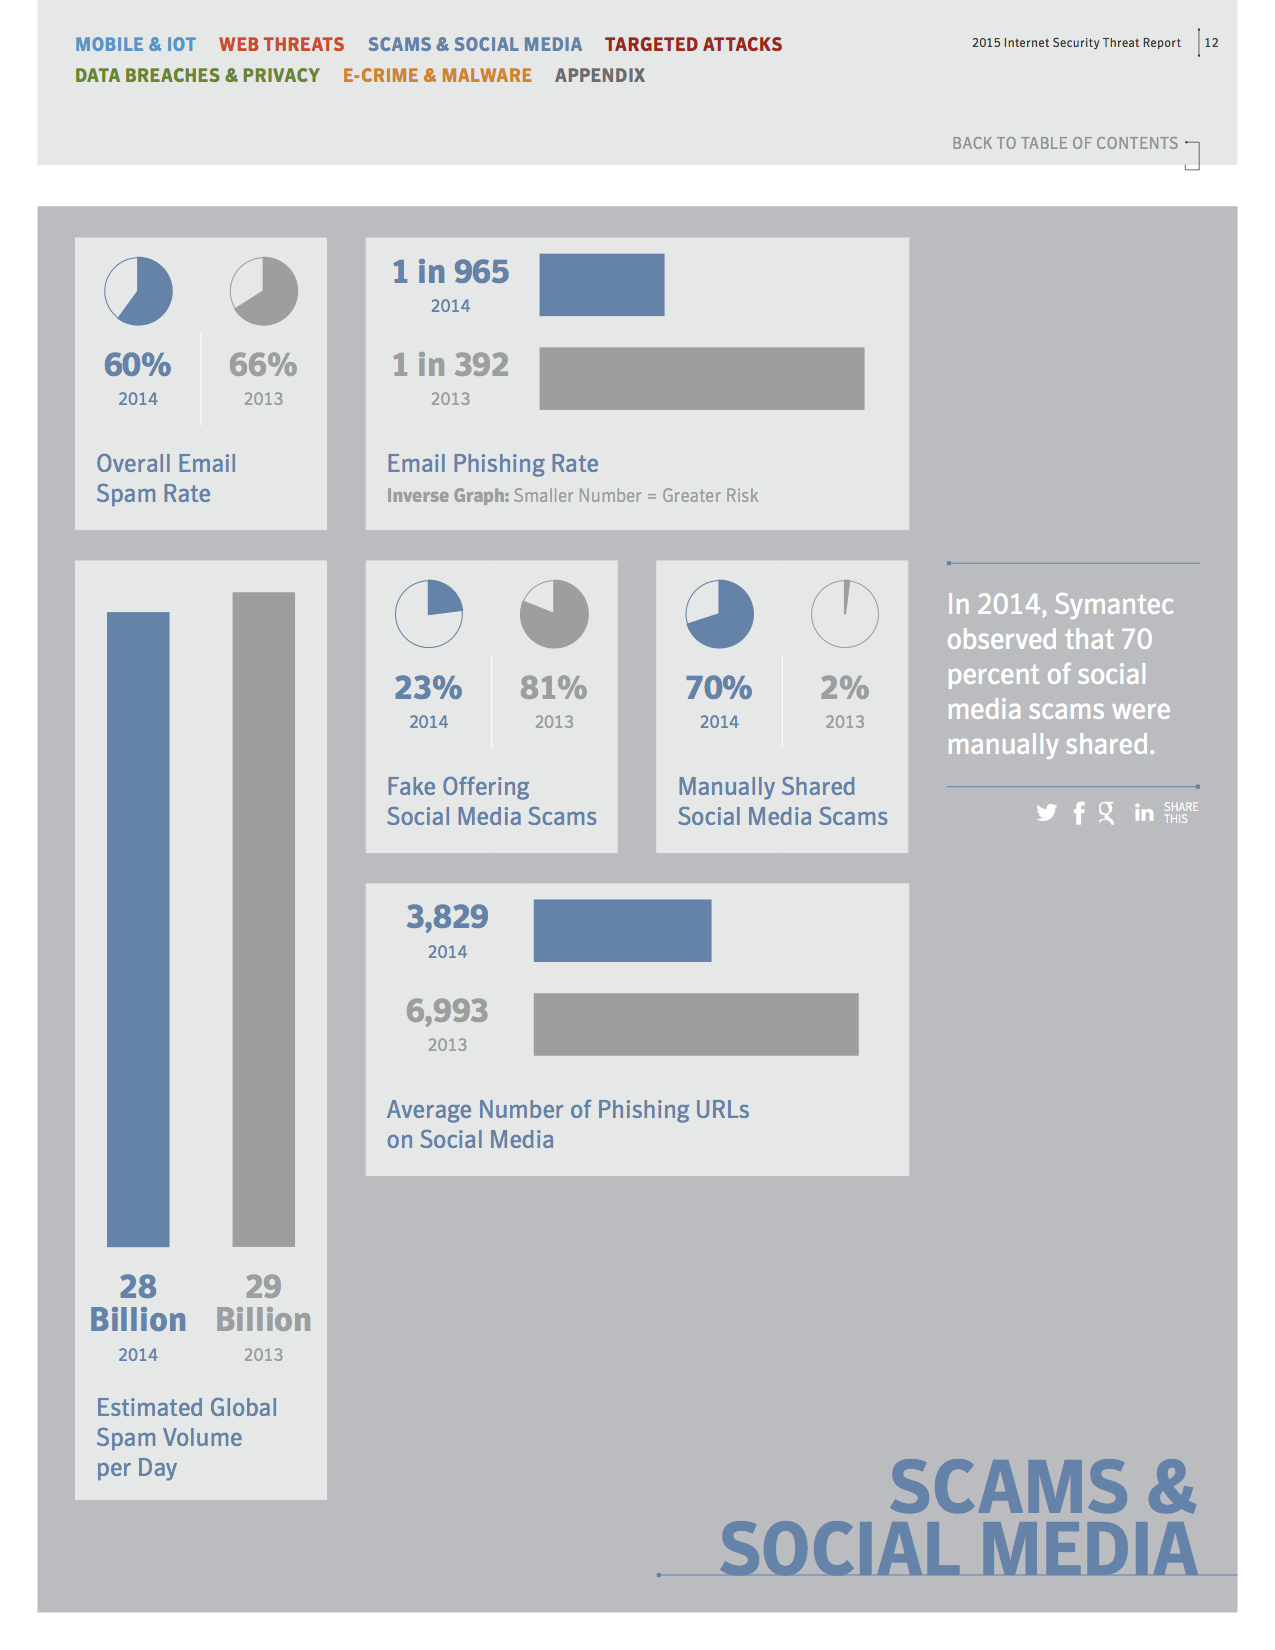 MOBILE & IOT WEB THREATS SCAMS & SOCIAL MEDIA TARGETED ATTACKS
DATA BREACHES & PRIVACY E-CRIME & MALWARE APPENDIX
2015 Internet Security Threat Report 12
BACK TO TABLE OF CONTENTS
60% 66%
2014 2013
Overall Email
Spam Rate
1 in 965
2014
1 in 392
2013
Email Phishing Rate
Inverse Graph: Smaller Number = Greater Risk
28 29
Billion Billion
2014 2013
Estimated Global
Spam Volume
per Day
23% 81%
2014 2013
Fake Offering
Social Media Scams
70% 2%
2014 2013
Manually Shared
Social Media Scams
In 2014, Symantec
observed that 70
percent of social
media scams were
manually shared.
SHARE
THIS
3,829
2014
6,993
2013
Average Number of Phishing URLs
on Social Media
SCAMS &
SOCIAL MEDIA